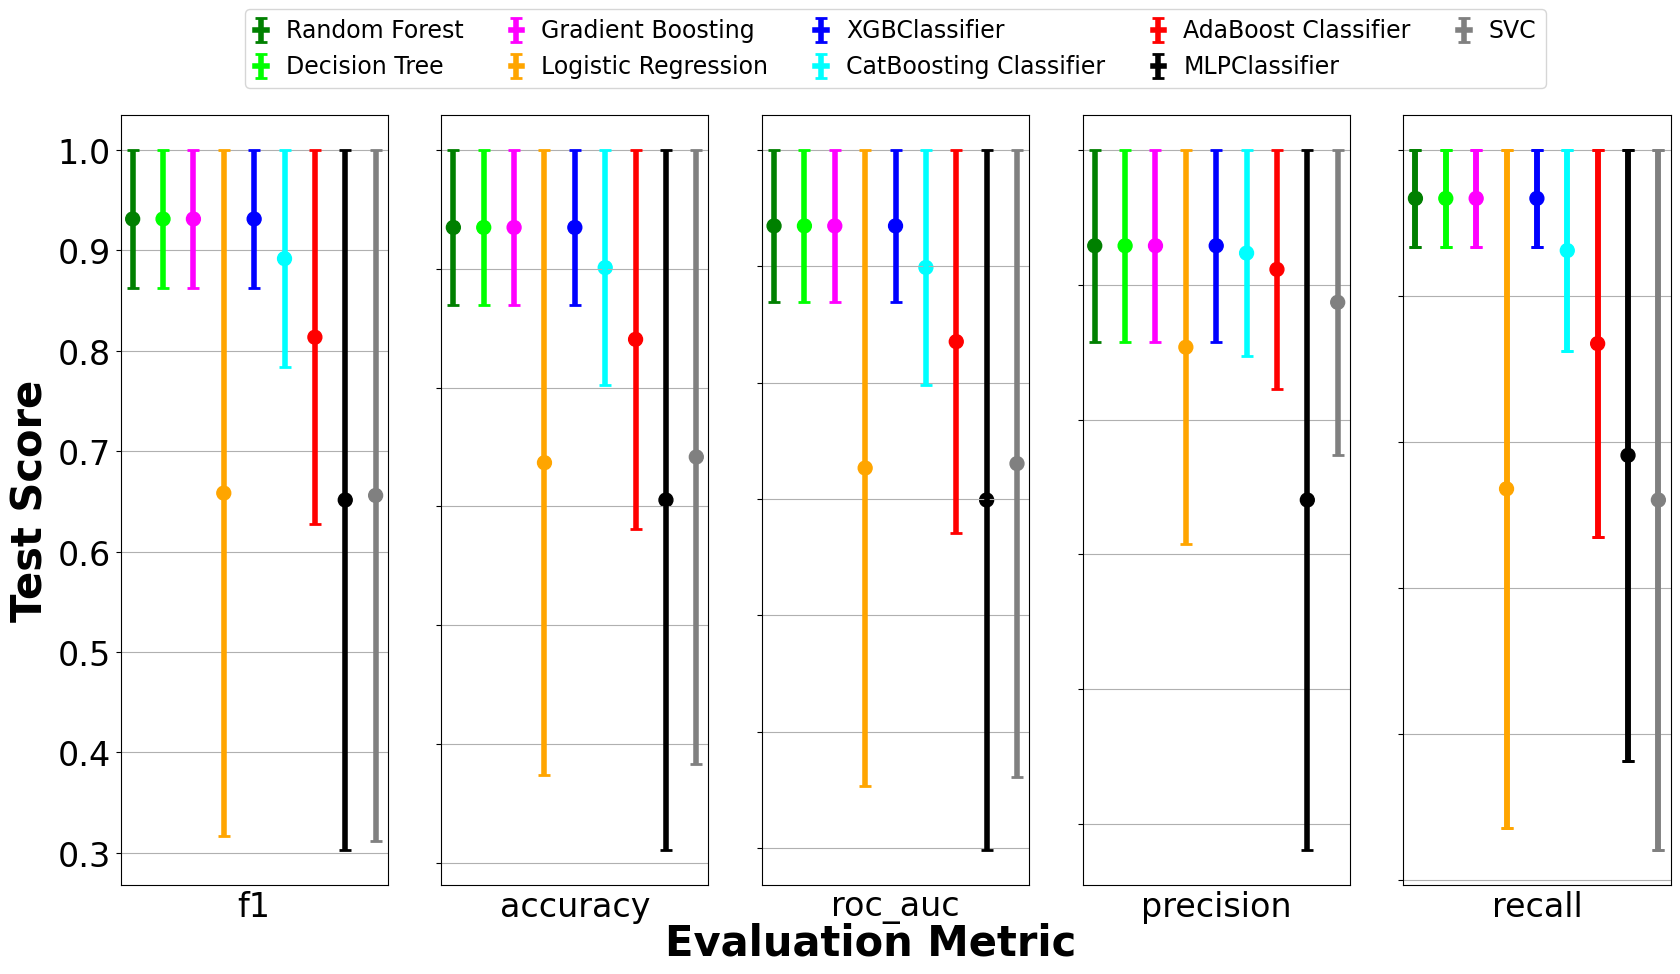 Random Forest Gradient Boosting XGBClassifier AdaBoost Classifier SVC
Decision Tree Logistic Regression CatBoosting Classifier MLPClassifier
1.0
0.9
0.8
0.7
0.6
0.5
0.4
0.3
Test Score
f1 accuracy roc_auc precision recall
Evaluation Metric